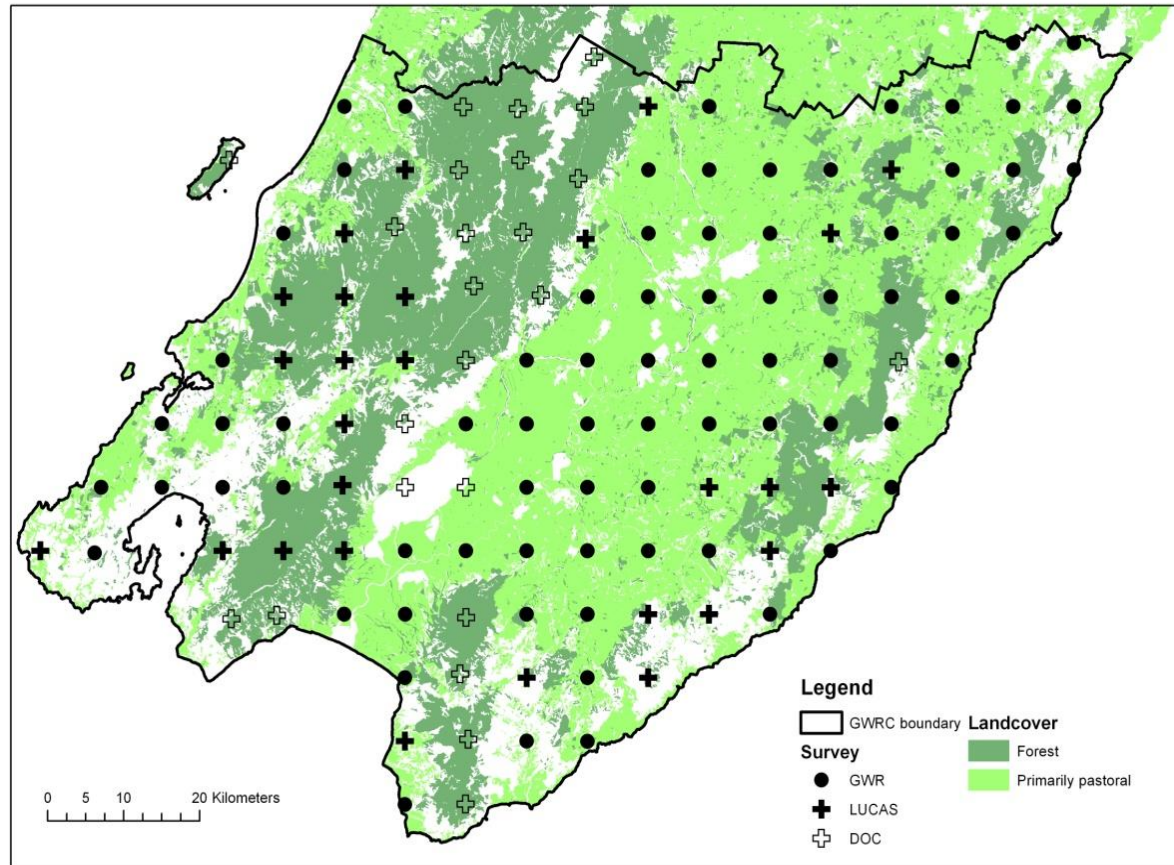 Legend
GWRC boundary
Survey
GWR
LUCAS
DOC
Landcover
Forest
Primarily pastoral
0 5 10 20 Kilometers